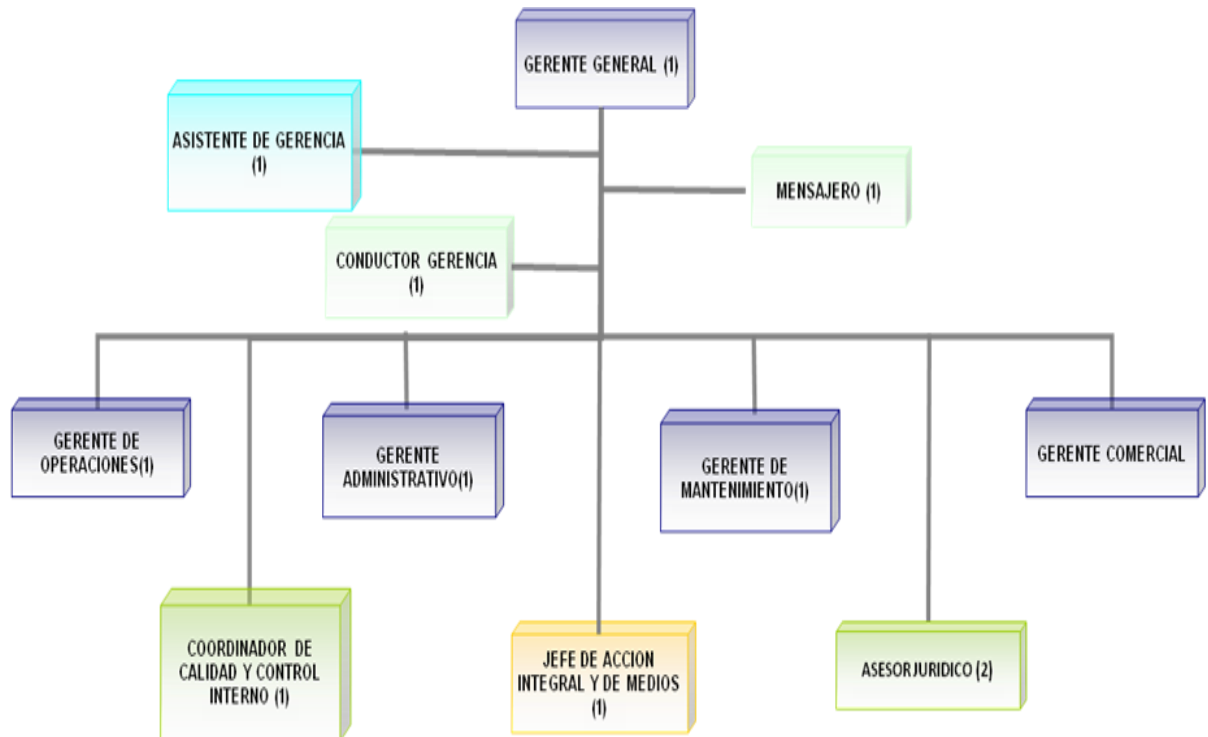 GERENTE GENERAL (1)
ASISTENTE DE GERENCIA
(1)
MENSAJERO (1)
CONDUCTOR GERENCIA
(1)
GERENTE DE
OPERACIONES(1)
GERENTE
ADMINISTRATIVO(1)
GERENTE DE
MANTENIMIENTO(1)
GERENTE COMERCIAL
COORDINADOR DE
CALIDAD Y CONTROL
INTERNO (1)
JEFE DE ACCION
INTEGRAL Y DE MEDIOS
(1)
ASESOR JURIDICO (2)